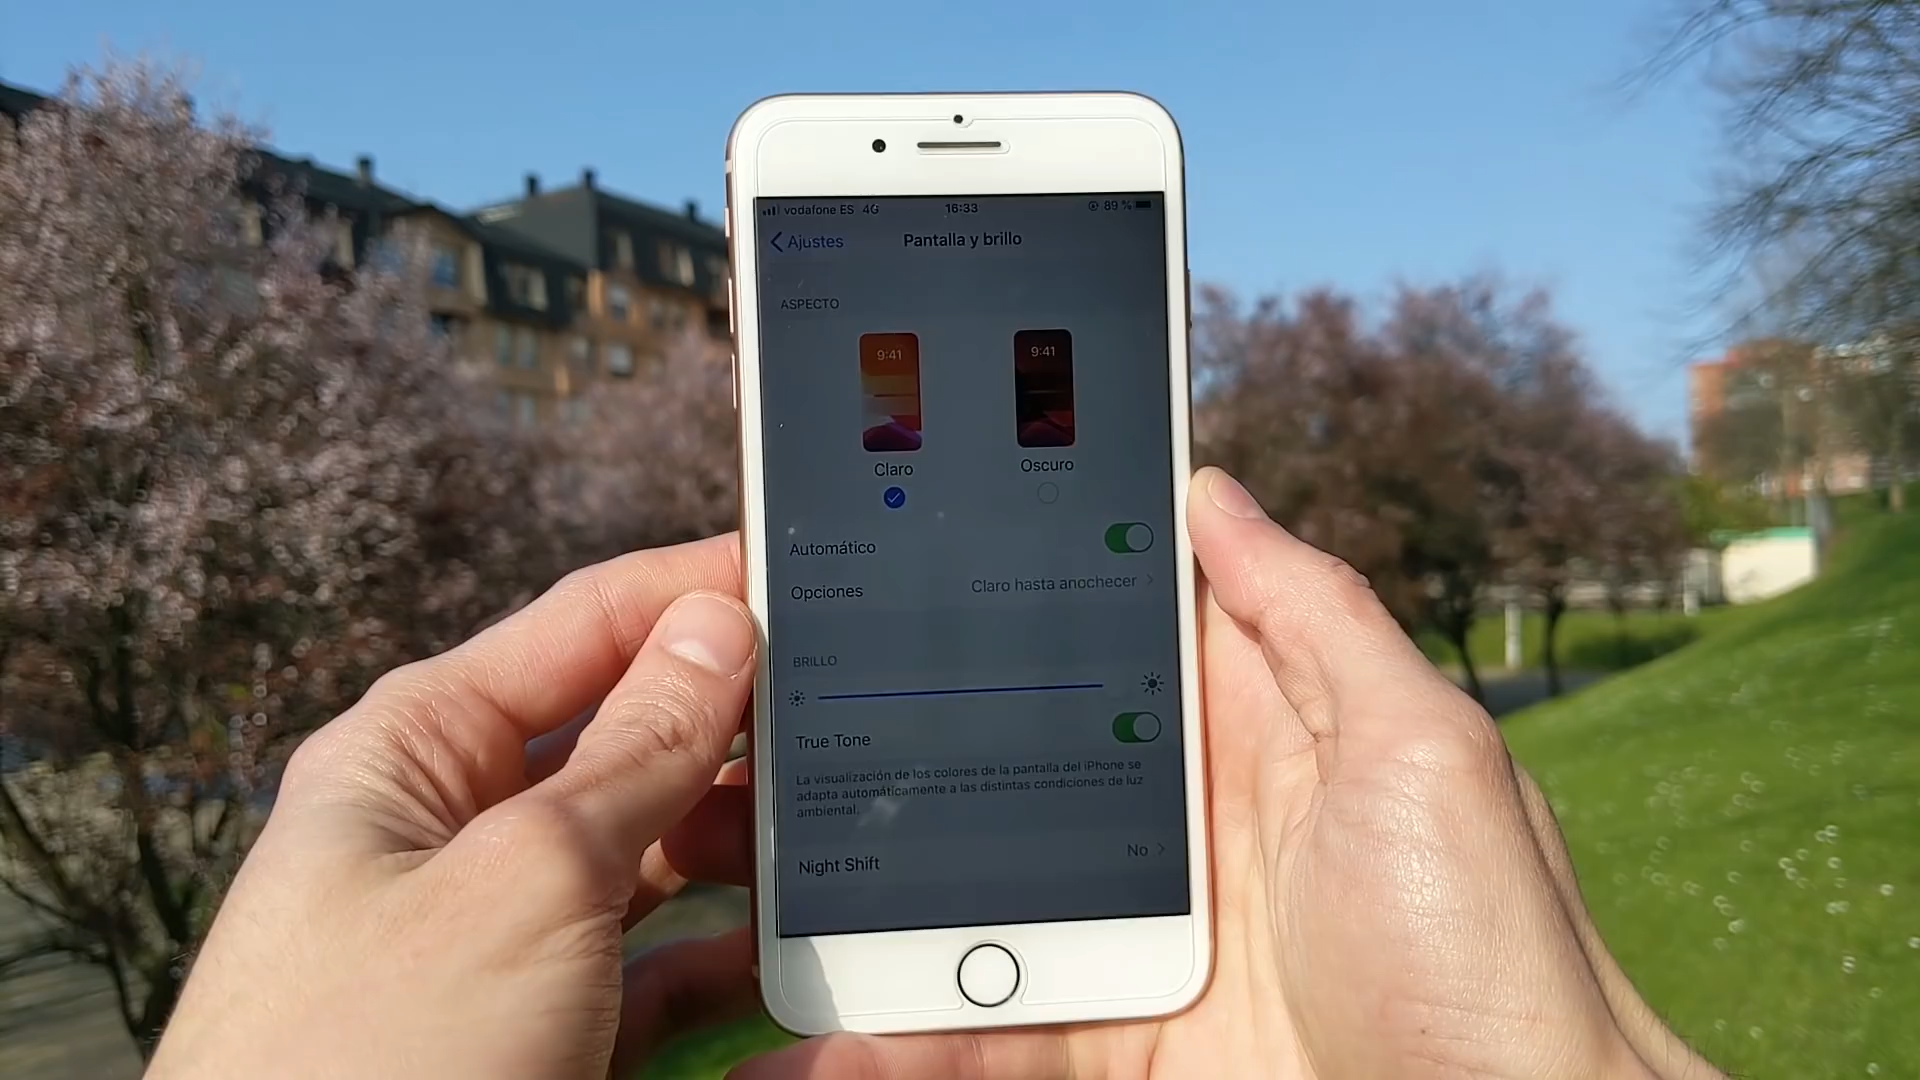 vodafone ES 4G 16:33 89 %
Ajustes Pantalla y brillo
ASPECTO
9:41 9:41
Claro Oscuro
Automático
Opciones Claro hasta anochecer
BRILLO
True Tone
La visualización de los colores de la pantalla del iPhone se
adapta automáticamente a las distintas condiciones de luz
ambiental.
Night Shift No